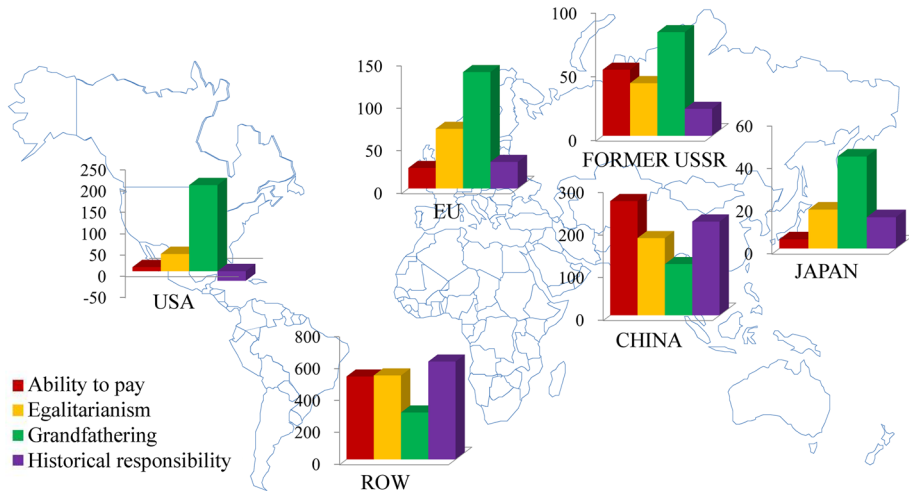 100
50
0
FORMER USSR
150
100
50
0
EU
60
40
20
0
JAPAN
250
200
150
100
50
0
-50
USA
300
200
100
0
CHINA
800
600
400
200
0
ROW
Ability to pay
Egalitarianism
Grandfathering
Historical responsibility